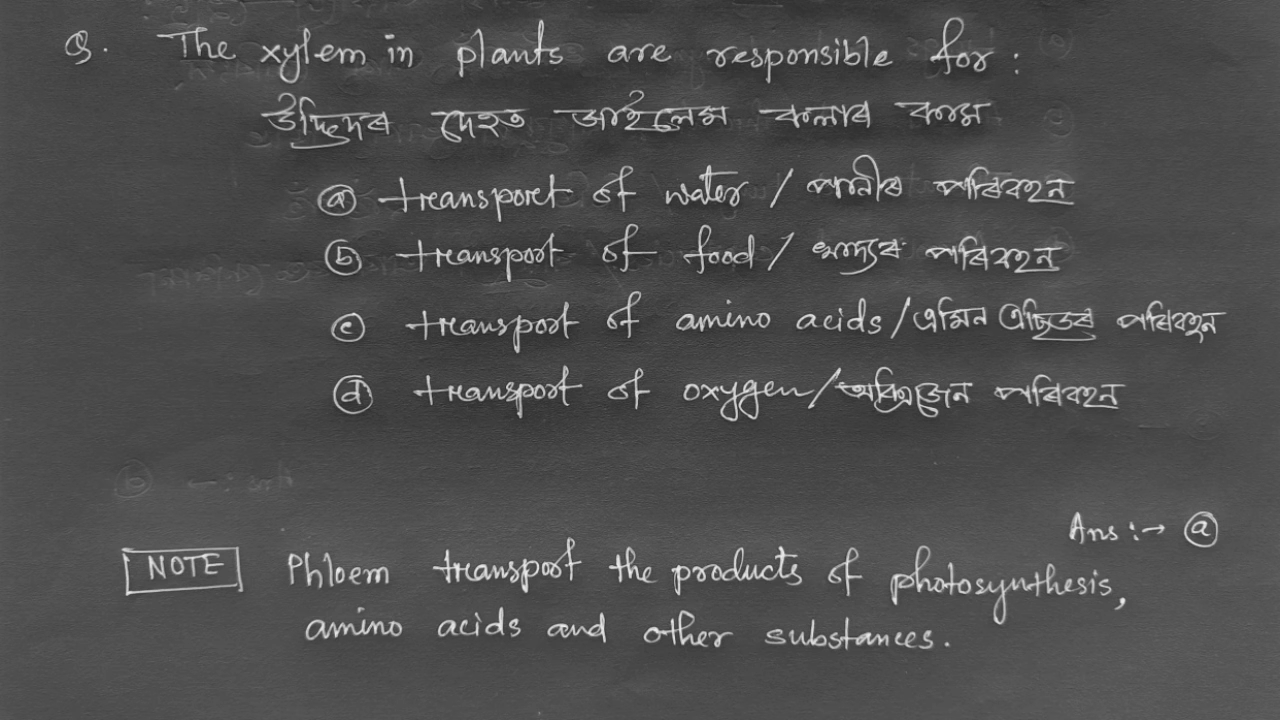 Q. The xylem in plants are responsible for :
উদ্ভিদৰ দেহত জাইলেম কলাৰ কাম
ⓐ transport of water / পানীৰ পৰিবহন
ⓑ transport of food / খাদ্যৰ পৰিবহন
ⓒ transport of amino acids / এমিন এচিডৰ পৰিবহন
ⓓ transport of oxygen / অক্সিজেন পৰিবহন
Ans :→ ⓐ
NOTE Phloem transport the products of photosynthesis,
amino acids and other substances.